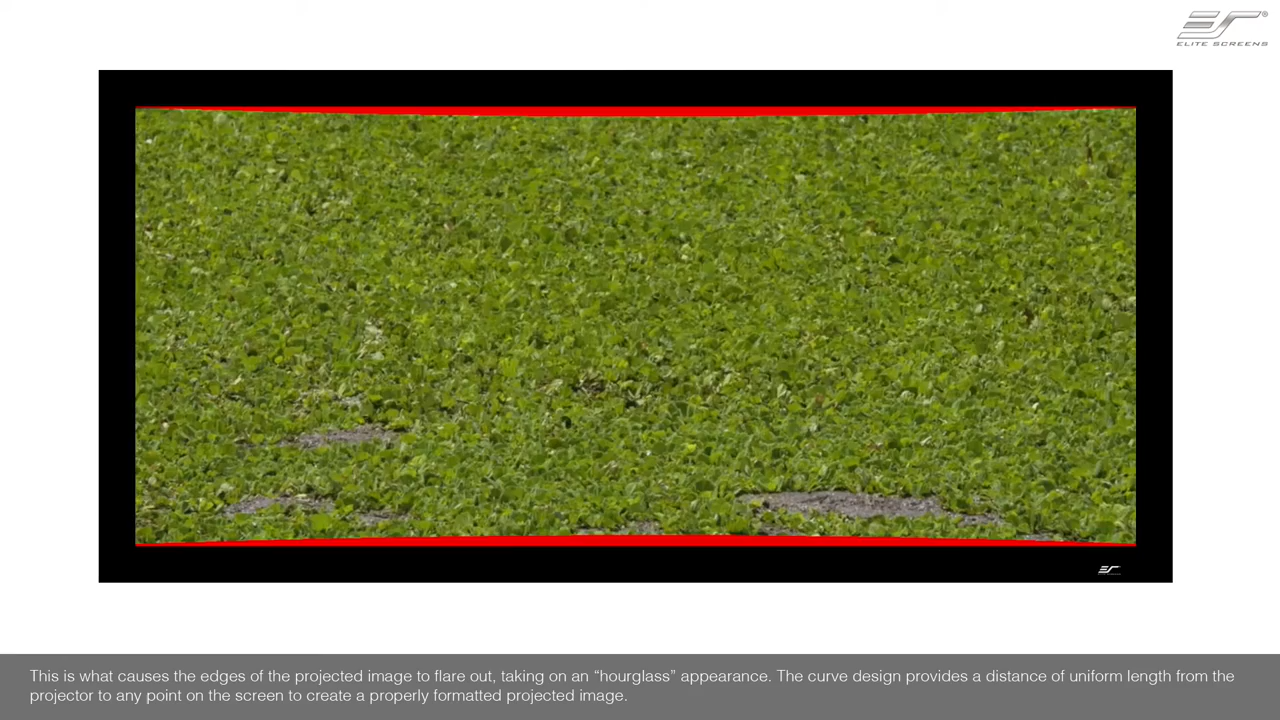 ELITE SCREENS
This is what causes the edges of the projected image to flare out, taking on an “hourglass” appearance. The curve design provides a distance of uniform length from the
projector to any point on the screen to create a properly formatted projected image.